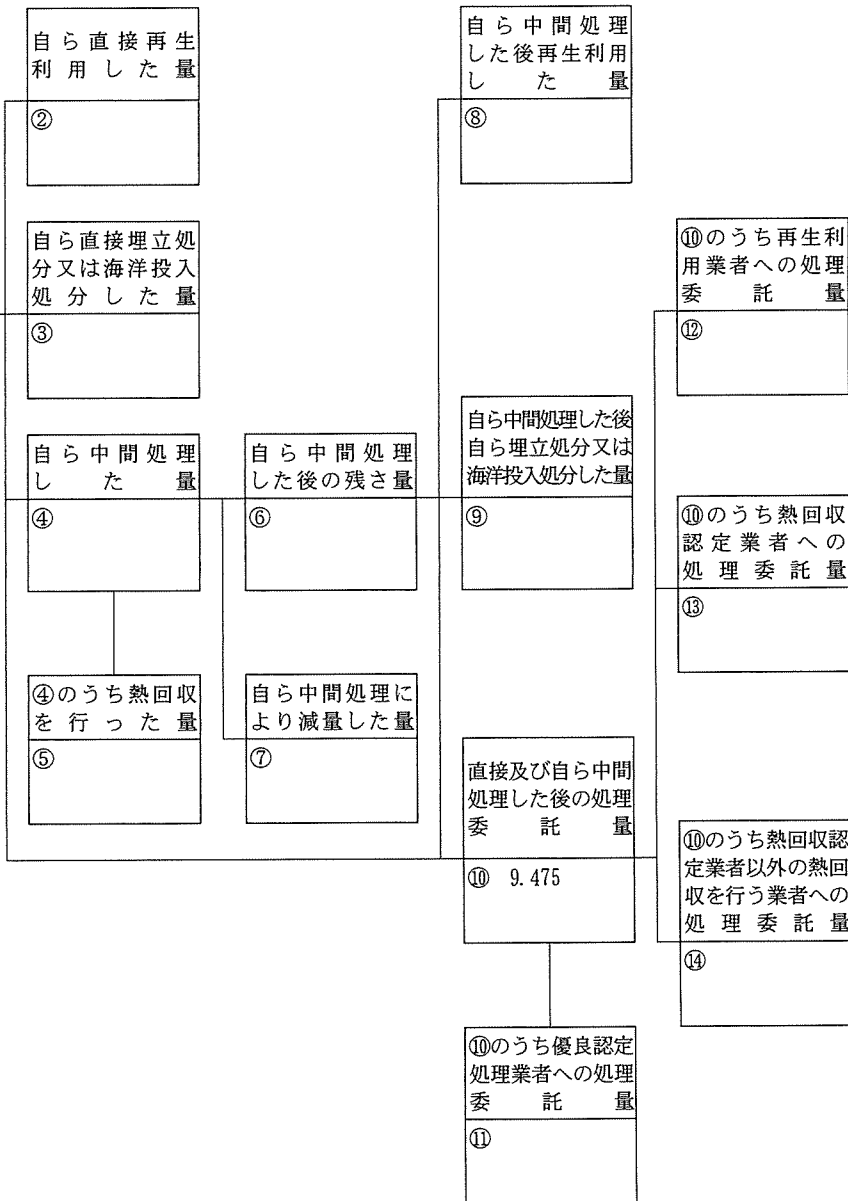 自ら直接再生
利用した量
②
自ら直接埋立処
分又は海洋投入
処分した量
③
自ら中間処理
した量
④
④のうち熱回収
を行った量
⑤
自ら中間処理
した後の残さ量
⑥
自ら中間処理に
より減量した量
⑦
自ら中間処理
した後再生利用
した量
⑧
自ら中間処理した後
自ら埋立処分又は
海洋投入処分した量
⑨
直接及び自ら中間
処理した後の処理
委託量
⑩ 9.475
⑩のうち優良認定
処理業者への処理
委託量
⑪
⑩のうち再生利
用業者への処理
委託量
⑫
⑩のうち熱回収
認定業者への
処理委託量
⑬
⑩のうち熱回収認
定業者以外の熱回
収を行う業者への
処理委託量
⑭